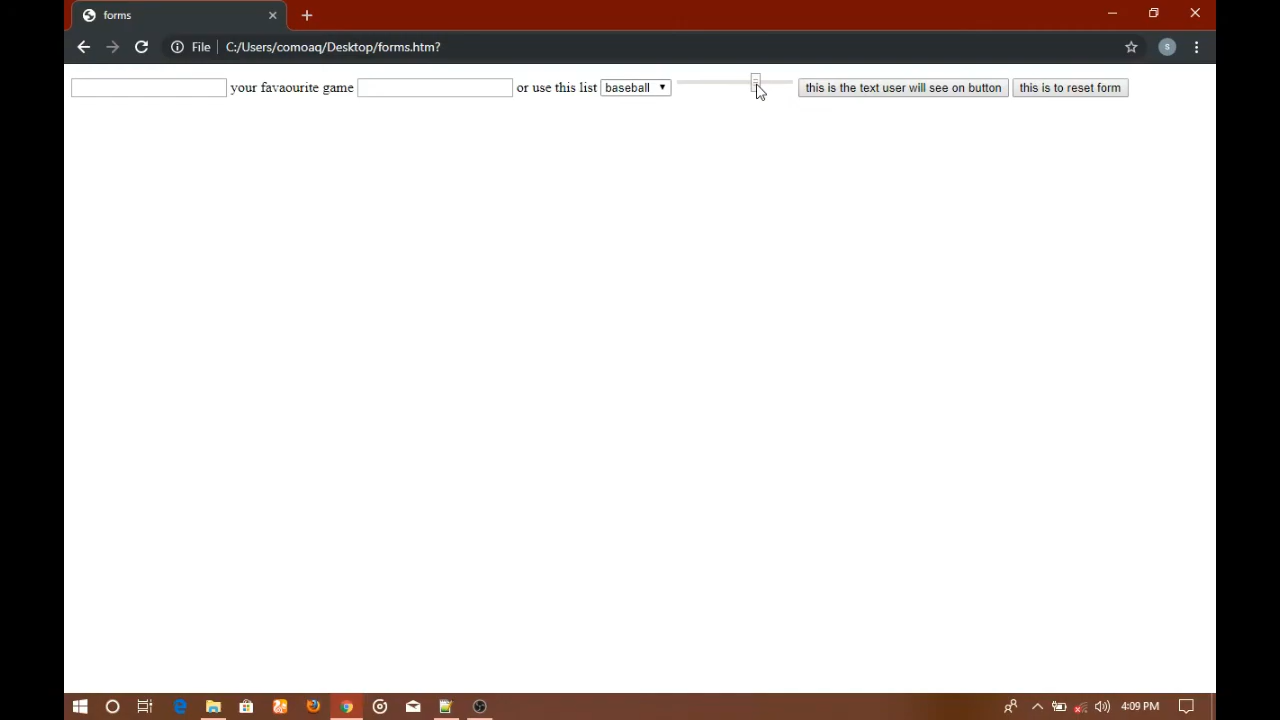 forms
File C:/Users/comoaq/Desktop/forms.htm?
S
your favaourite game or use this list baseball this is the text user will see on button this is to reset form
4:09 PM